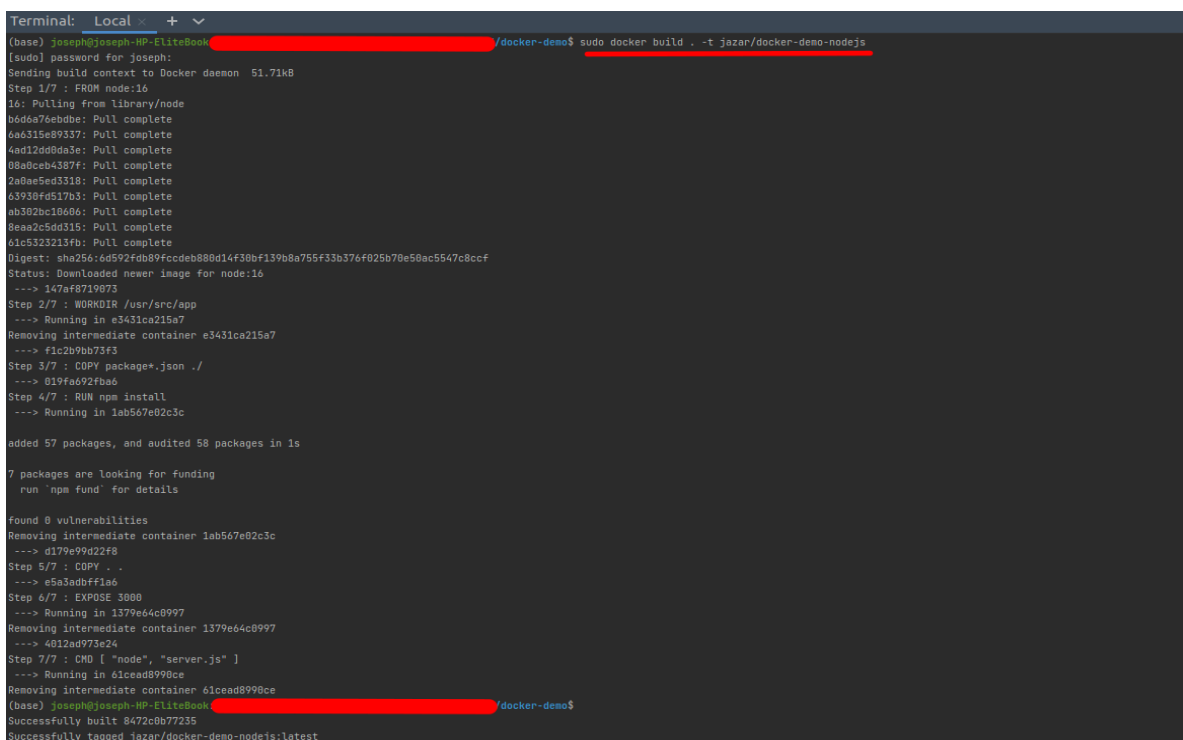 Terminal: Local × +
(base) joseph@joseph-HP-EliteBook /docker-demo$ sudo docker build . -t jazar/docker-demo-nodejs
[sudo] password for joseph:
Sending build context to Docker daemon  51.71kB
Step 1/7 : FROM node:16
16: Pulling from library/node
b6d6a76ebdbe: Pull complete
6a6315e89337: Pull complete
4ad12dd0da3e: Pull complete
08a0ceb4387f: Pull complete
2a0ae5ed3318: Pull complete
63930fd517b3: Pull complete
ab302bc10606: Pull complete
8eaa2c5dd315: Pull complete
61c5323213fb: Pull complete
Digest: sha256:6d592fdb89fccdeb880d14f30bf139b8a755f33b376f025b70e50ac5547c8ccf
Status: Downloaded newer image for node:16
---> 147af8719073
Step 2/7 : WORKDIR /usr/src/app
---> Running in e3431ca215a7
Removing intermediate container e3431ca215a7
---> f1c2b9bb73f3
Step 3/7 : COPY package*.json ./
---> 019fa692fba6
Step 4/7 : RUN npm install
---> Running in 1ab567e02c3c
added 57 packages, and audited 58 packages in 1s
7 packages are looking for funding
run `npm fund` for details
found 0 vulnerabilities
Removing intermediate container 1ab567e02c3c
---> d179e99d22f8
Step 5/7 : COPY . .
---> e5a3adbff1a6
Step 6/7 : EXPOSE 3000
---> Running in 1379e64c0997
Removing intermediate container 1379e64c0997
---> 4012ad973e24
Step 7/7 : CMD [ "node", "server.js" ]
---> Running in 61cead8990ce
Removing intermediate container 61cead8990ce
(base) joseph@joseph-HP-EliteBook: /docker-demo$
Successfully built 8472c0b77235
Successfully tagged jazar/docker-demo-nodejs:latest